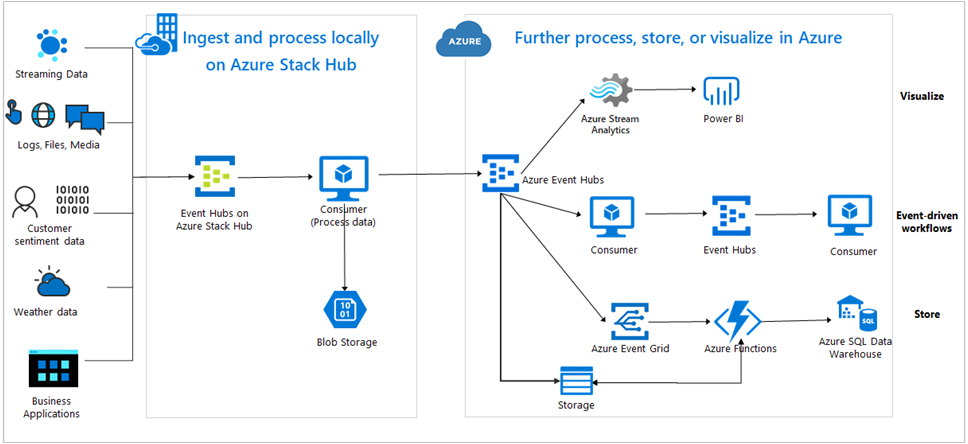 Ingest and process locally
on Azure Stack Hub
AZURE
Further process, store, or visualize in Azure
Streaming Data
Logs, Files, Media
Customer
sentiment data
1010101
010101
101010
Weather data
Business
Applications
Event Hubs on
Azure Stack Hub
Consumer
(Process data)
10
01
Blob Storage
Azure Event Hubs
Azure Stream
Analytics
Power BI
Visualize
Consumer
Event Hubs
Consumer
Event-driven
workflows
Azure Event Grid
Azure Functions
SQL
Azure SQL Data
Warehouse
Store
Storage